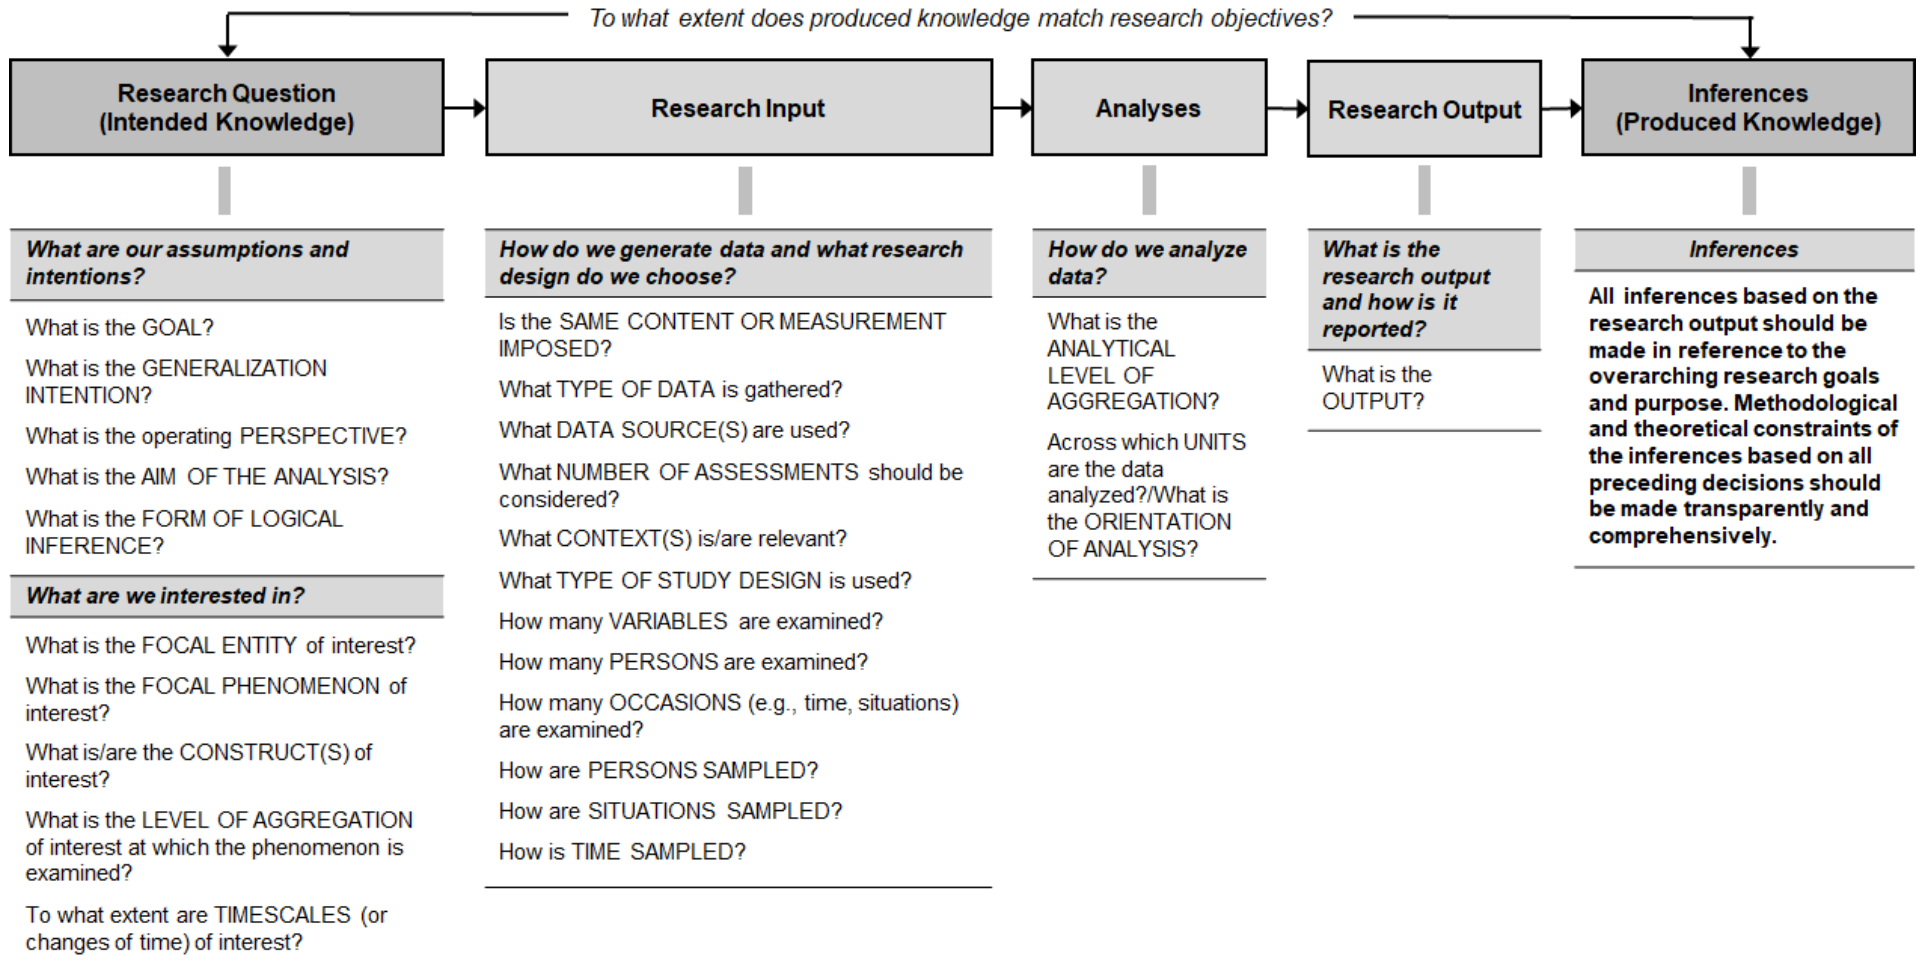 To what extent does produced knowledge match research objectives?
Research Question
(Intended Knowledge)
Research Input
Analyses
Research Output
Inferences
(Produced Knowledge)
What are our assumptions and
intentions?
What is the GOAL?
What is the GENERALIZATION
INTENTION?
What is the operating PERSPECTIVE?
What is the AIM OF THE ANALYSIS?
What is the FORM OF LOGICAL
INFERENCE?
What are we interested in?
What is the FOCAL ENTITY of interest?
What is the FOCAL PHENOMENON of
interest?
What is/are the CONSTRUCT(S) of
interest?
What is the LEVEL OF AGGREGATION
of interest at which the phenomenon is
examined?
To what extent are TIMESCALES (or
changes of time) of interest?
How do we generate data and what research
design do we choose?
Is the SAME CONTENT OR MEASUREMENT
IMPOSED?
What TYPE OF DATA is gathered?
What DATA SOURCE(S) are used?
What NUMBER OF ASSESSMENTS should be
considered?
What CONTEXT(S) is/are relevant?
What TYPE OF STUDY DESIGN is used?
How many VARIABLES are examined?
How many PERSONS are examined?
How many OCCASIONS (e.g., time, situations)
are examined?
How are PERSONS SAMPLED?
How are SITUATIONS SAMPLED?
How is TIME SAMPLED?
How do we analyze
data?
What is the
ANALYTICAL
LEVEL OF
AGGREGATION?
Across which UNITS
are the data
analyzed?/What is
the ORIENTATION
OF ANALYSIS?
What is the
research output
and how is it
reported?
What is the
OUTPUT?
Inferences
All inferences based on the
research output should be
made in reference to the
overarching research goals
and purpose. Methodological
and theoretical constraints of
the inferences based on all
preceding decisions should
be made transparently and
comprehensively.